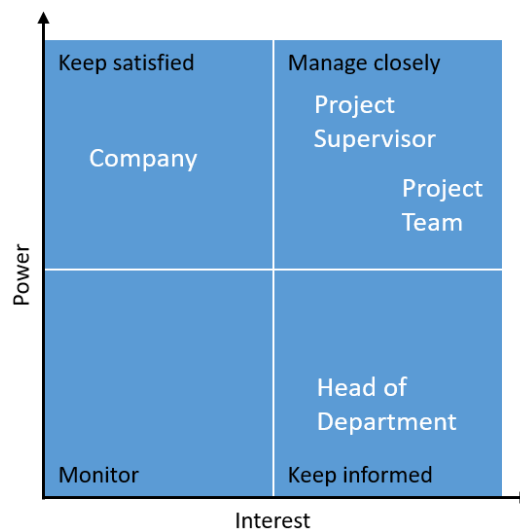 Keep satisfied
Manage closely
Project
Supervisor
Company
Project
Team
Power
Head of
Department
Monitor
Keep informed
Interest